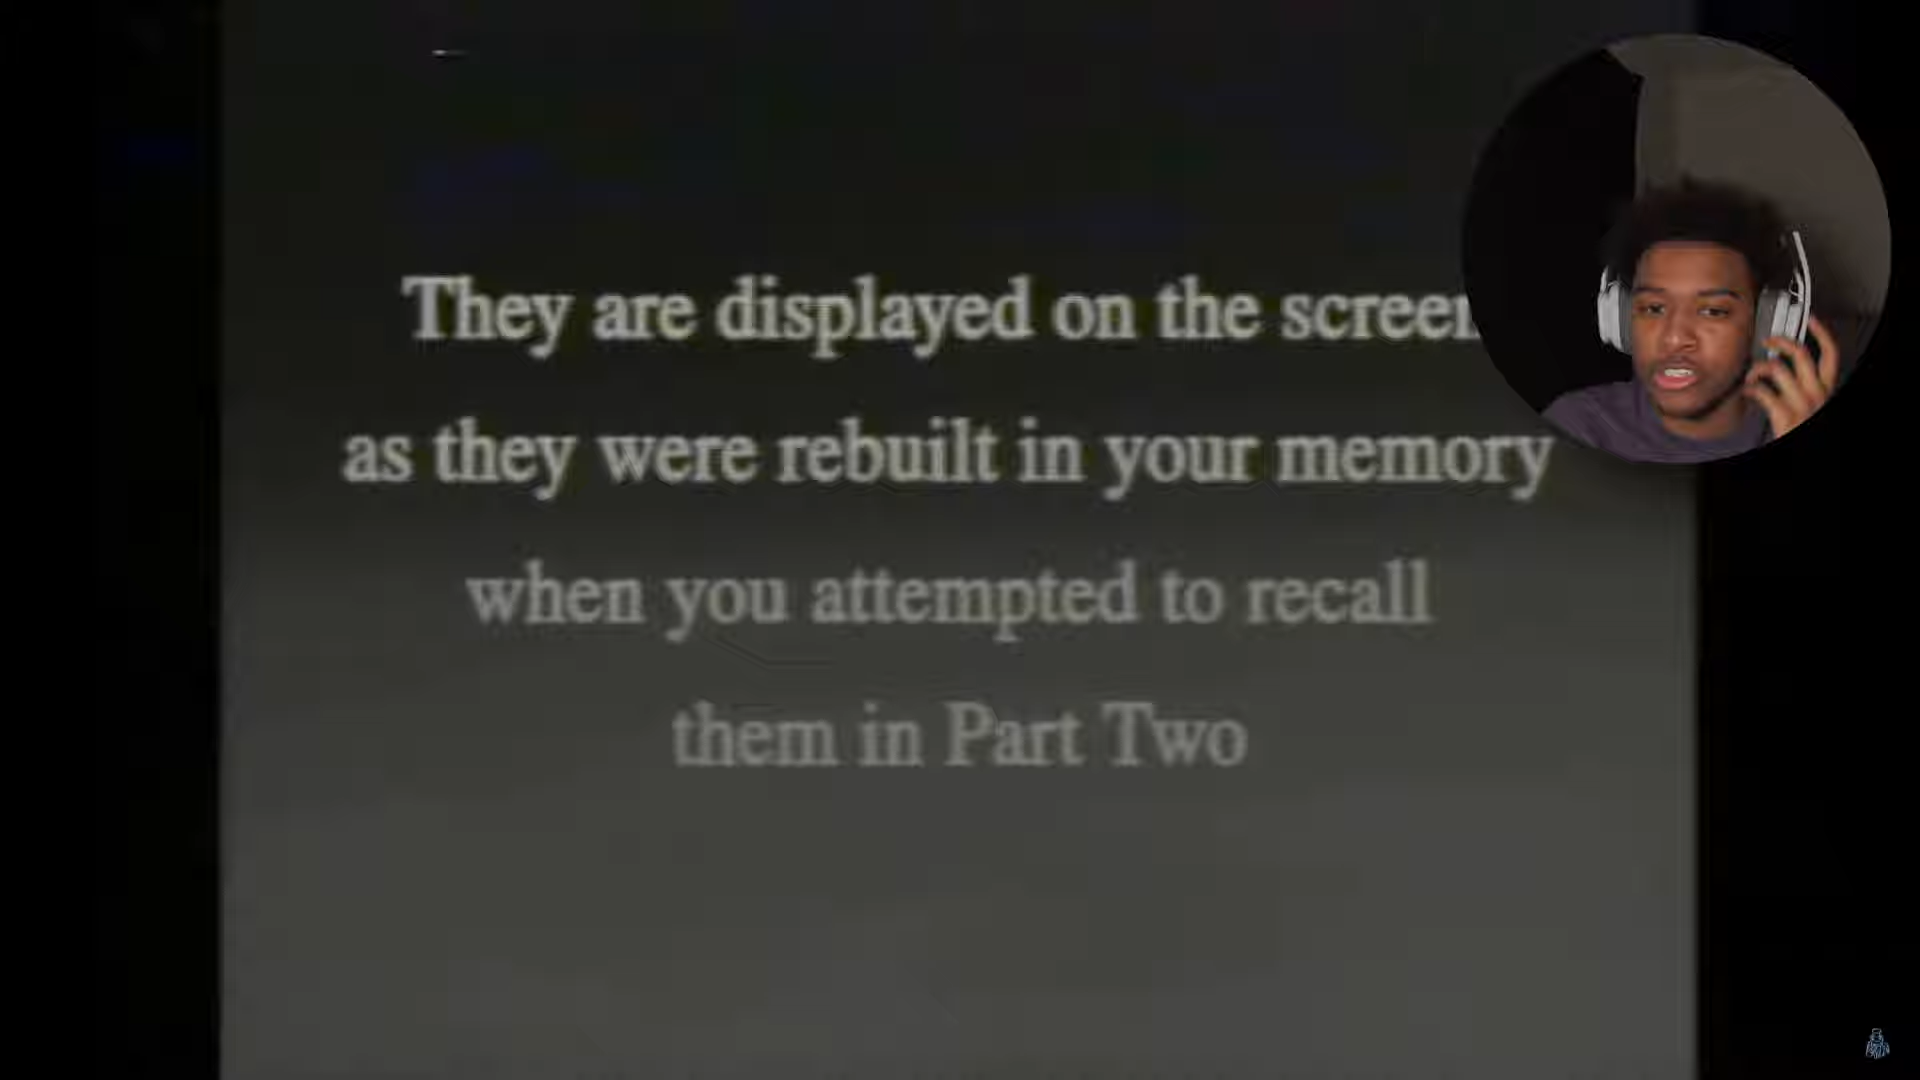 They are displayed on the screen
as they were rebuilt in your memory
when you attempted to recall
them in Part Two